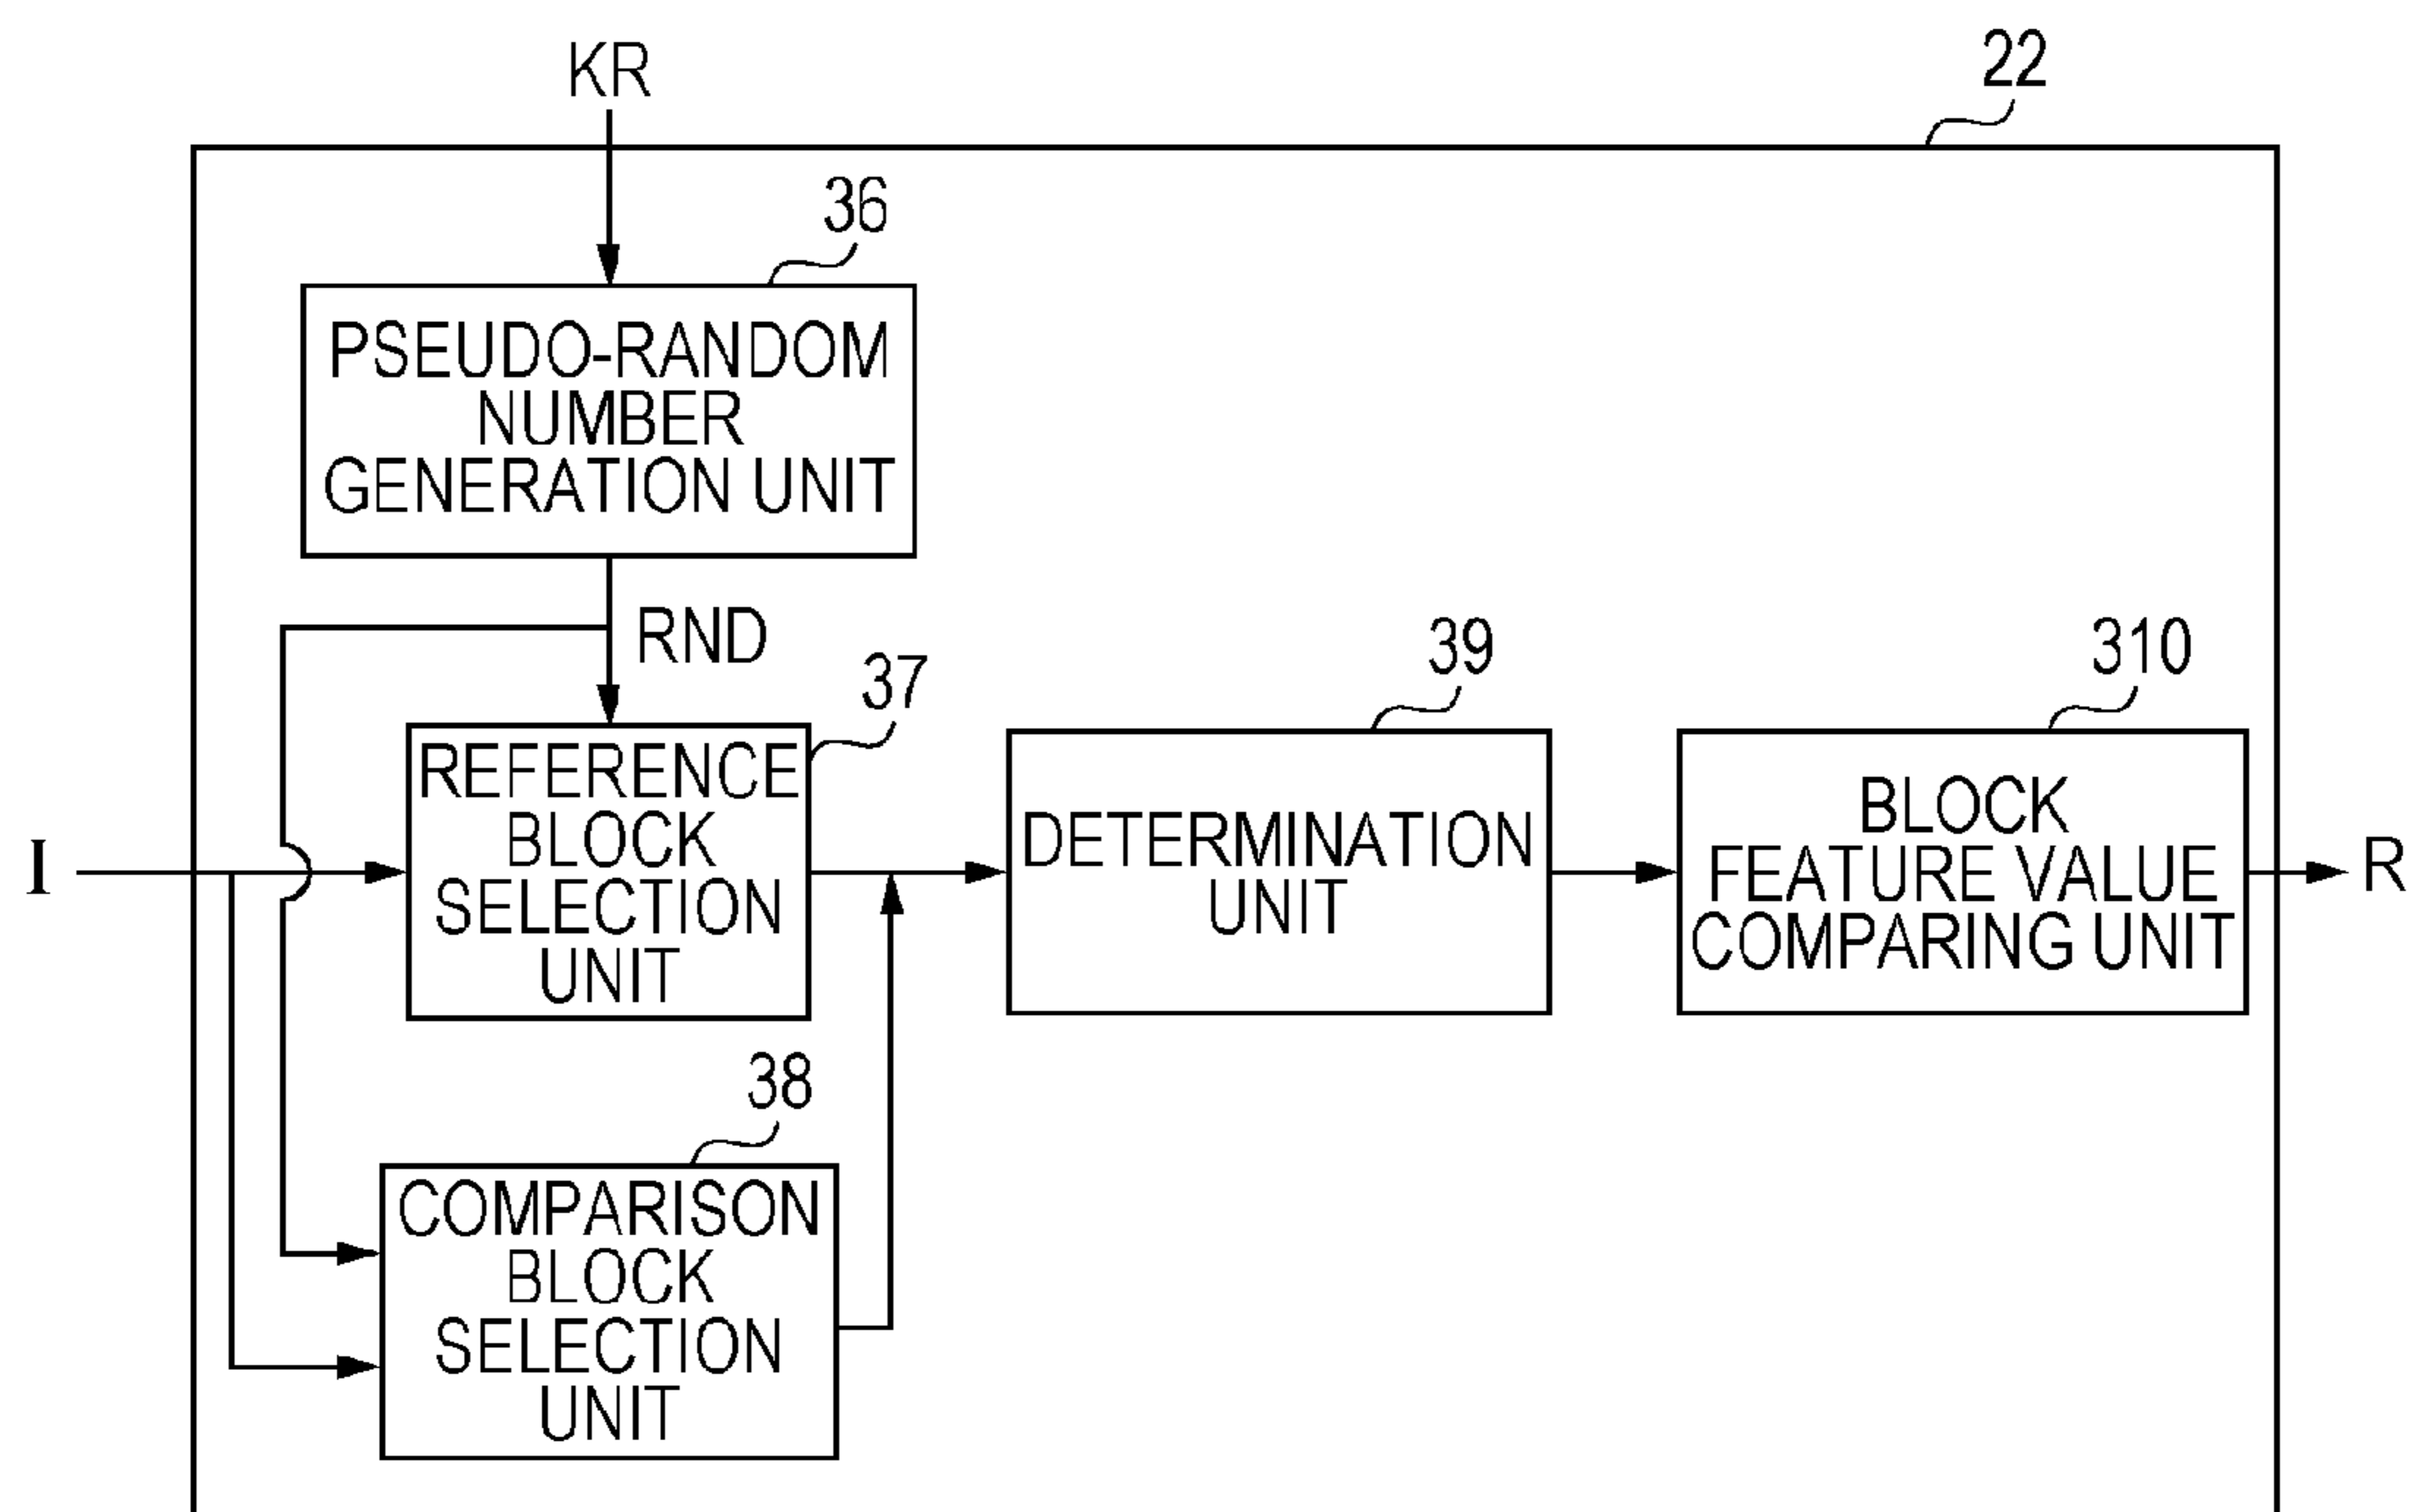 KR
22
36
PSEUDO-RANDOM
NUMBER
GENERATION UNIT
RND
37
39
310
REFERENCE
BLOCK
SELECTION
UNIT
I
DETERMINATION
UNIT
BLOCK
FEATURE VALUE
COMPARING UNIT
R
38
COMPARISON
BLOCK
SELECTION
UNIT